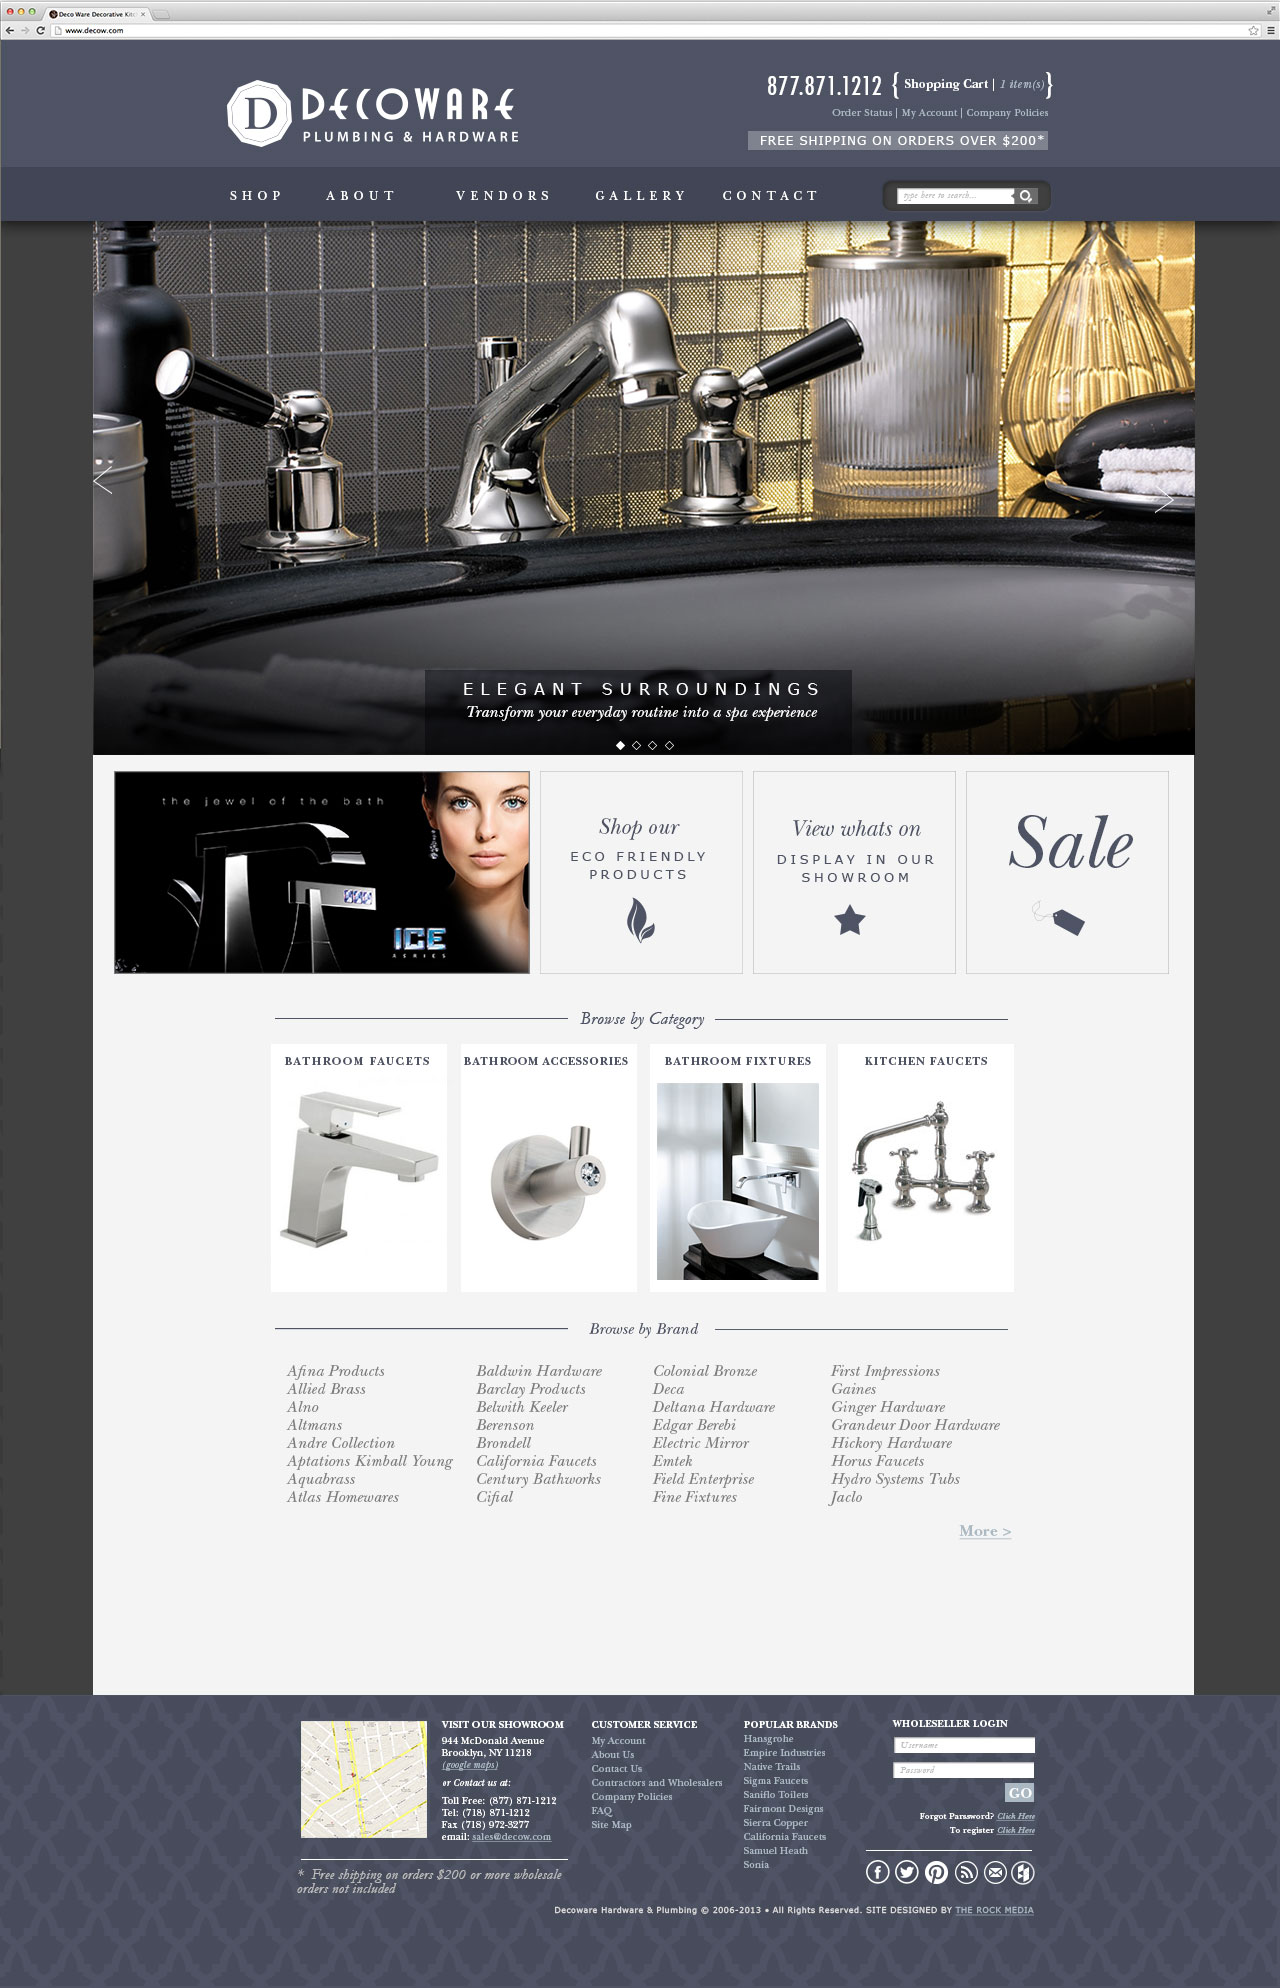 Deco Ware Decorative Kitc
www.decow.com
D DECOWARE
PLUMBING & HARDWARE
877.871.1212 { Shopping Cart | 1 item(s) }
Order Status | My Account | Company Policies
FREE SHIPPING ON ORDERS OVER $200*
SHOP ABOUT VENDORS GALLERY CONTACT
type here to search...
ELEGANT SURROUNDINGS
Transform your everyday routine into a spa experience
the jewel of the bath
ICE
Shop our
ECO FRIENDLY
PRODUCTS
View whats on
DISPLAY IN OUR
SHOWROOM
Sale
Browse by Category
BATHROOM FAUCETS
BATHROOM ACCESSORIES
BATHROOM FIXTURES
KITCHEN FAUCETS
Browse by Brand
Afina Products
Allied Brass
Alno
Altmans
Andre Collection
Aptations Kimball Young
Aquabrass
Atlas Homewares
Baldwin Hardware
Barclay Products
Belwith Keeler
Berenson
Brondell
California Faucets
Century Bathworks
Cifial
Colonial Bronze
Deca
Deltana Hardware
Edgar Berebi
Electric Mirror
Emtek
Field Enterprise
Fine Fixtures
First Impressions
Gaines
Ginger Hardware
Grandeur Door Hardware
Hickory Hardware
Horus Faucets
Hydro Systems Tubs
Jaclo
More >
VISIT OUR SHOWROOM
944 McDonald Avenue
Brooklyn, NY 11218
(google maps)
or Contact us at:
Toll Free: (877) 871-1212
Tel: (718) 871-1212
Fax (718) 972-3277
email: sales@decow.com
* Free shipping on orders $200 or more wholesale
orders not included
CUSTOMER SERVICE
My Account
About Us
Contact Us
Contractors and Wholesalers
Company Policies
FAQ
Site Map
POPULAR BRANDS
Hansgrohe
Empire Industries
Native Trails
Sigma Faucets
Saniflo Toilets
Fairmont Designs
Sierra Copper
California Faucets
Samuel Heath
Sonia
WHOLESELLER LOGIN
Username
Password
GO
Forgot Parssword? Click Here
To register Click Here
Decoware Hardware & Plumbing © 2006-2013 • All Rights Reserved. SITE DESIGNED BY THE ROCK MEDIA